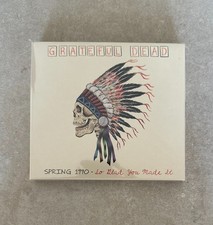 GRATEFUL DEAD
SPRING 1990 - So Glad You Made It